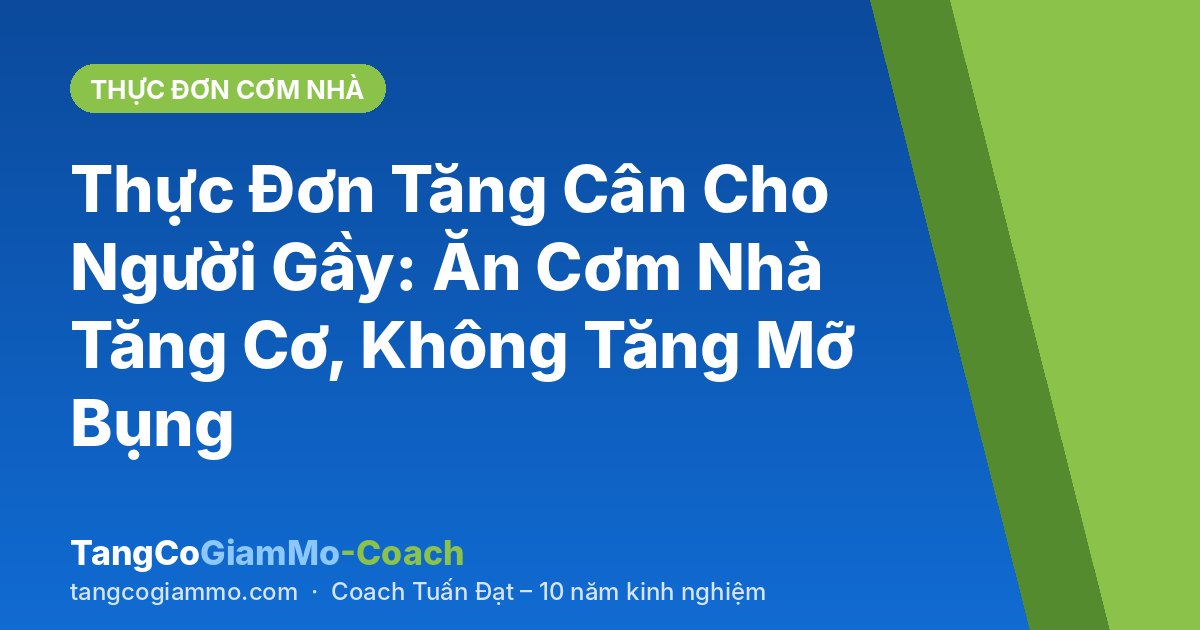 THỰC ĐƠN CƠM NHÀ
Thực Đơn Tăng Cân Cho
Người Gầy: Ăn Cơm Nhà
Tăng Cơ, Không Tăng Mỡ
Bụng
TangCoGiamMo-Coach
tangcogiammo.com · Coach Tuấn Đạt – 10 năm kinh nghiệm